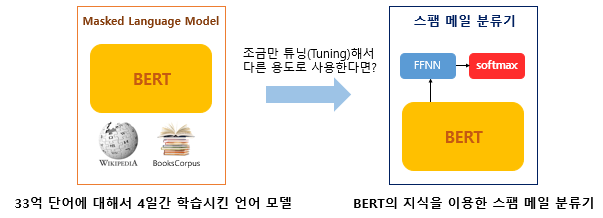 Masked Language Model
BERT
WIKIPEDIA
BooksCorpus
33억 단어에 대해서 4일간 학습시킨 언어 모델
조금만 튜닝(Tuning)해서
다른 용도로 사용한다면?
스팸 메일 분류기
FFNN
softmax
BERT
BERT의 지식을 이용한 스팸 메일 분류기